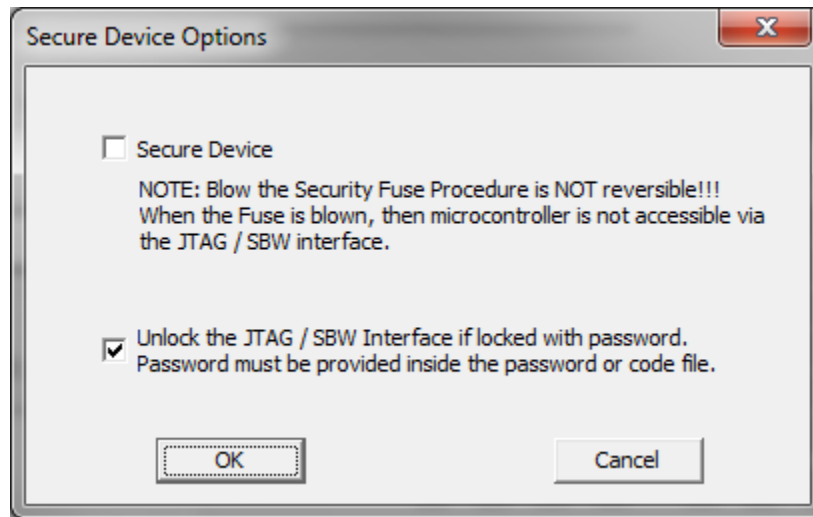 Secure Device Options
Secure Device
NOTE: Blow the Security Fuse Procedure is NOT reversible!!!
When the Fuse is blown, then microcontroller is not accessible via
the JTAG / SBW interface.
Unlock the JTAG / SBW Interface if locked with password.
Password must be provided inside the password or code file.
OK
Cancel